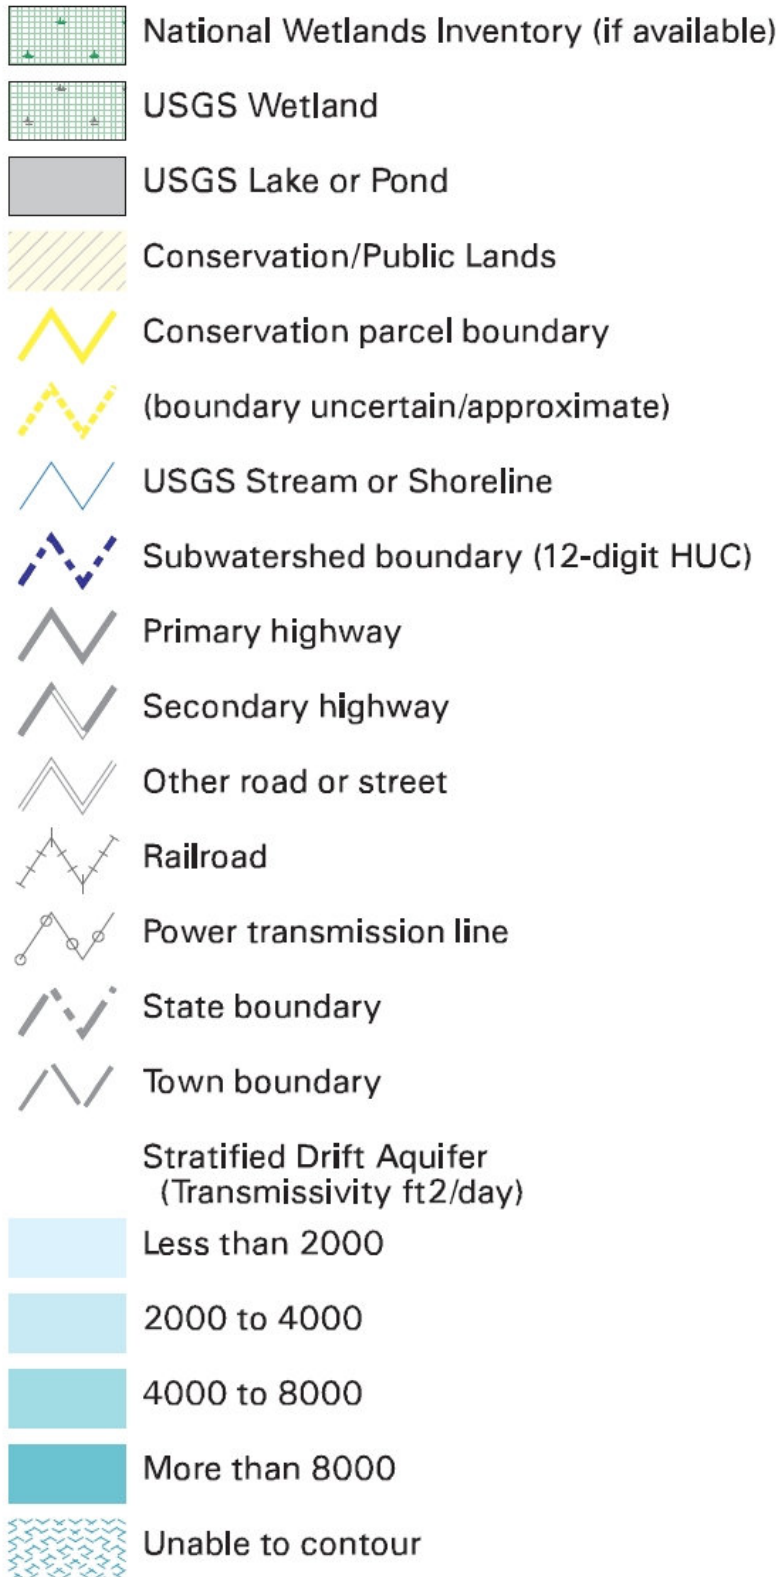 National Wetlands Inventory (if available)
USGS Wetland
USGS Lake or Pond
Conservation/Public Lands
Conservation parcel boundary
(boundary uncertain/approximate)
USGS Stream or Shoreline
Subwatershed boundary (12-digit HUC)
Primary highway
Secondary highway
Other road or street
Railroad
Power transmission line
State boundary
Town boundary
Stratified Drift Aquifer
(Transmissivity ft2/day)
Less than 2000
2000 to 4000
4000 to 8000
More than 8000
Unable to contour